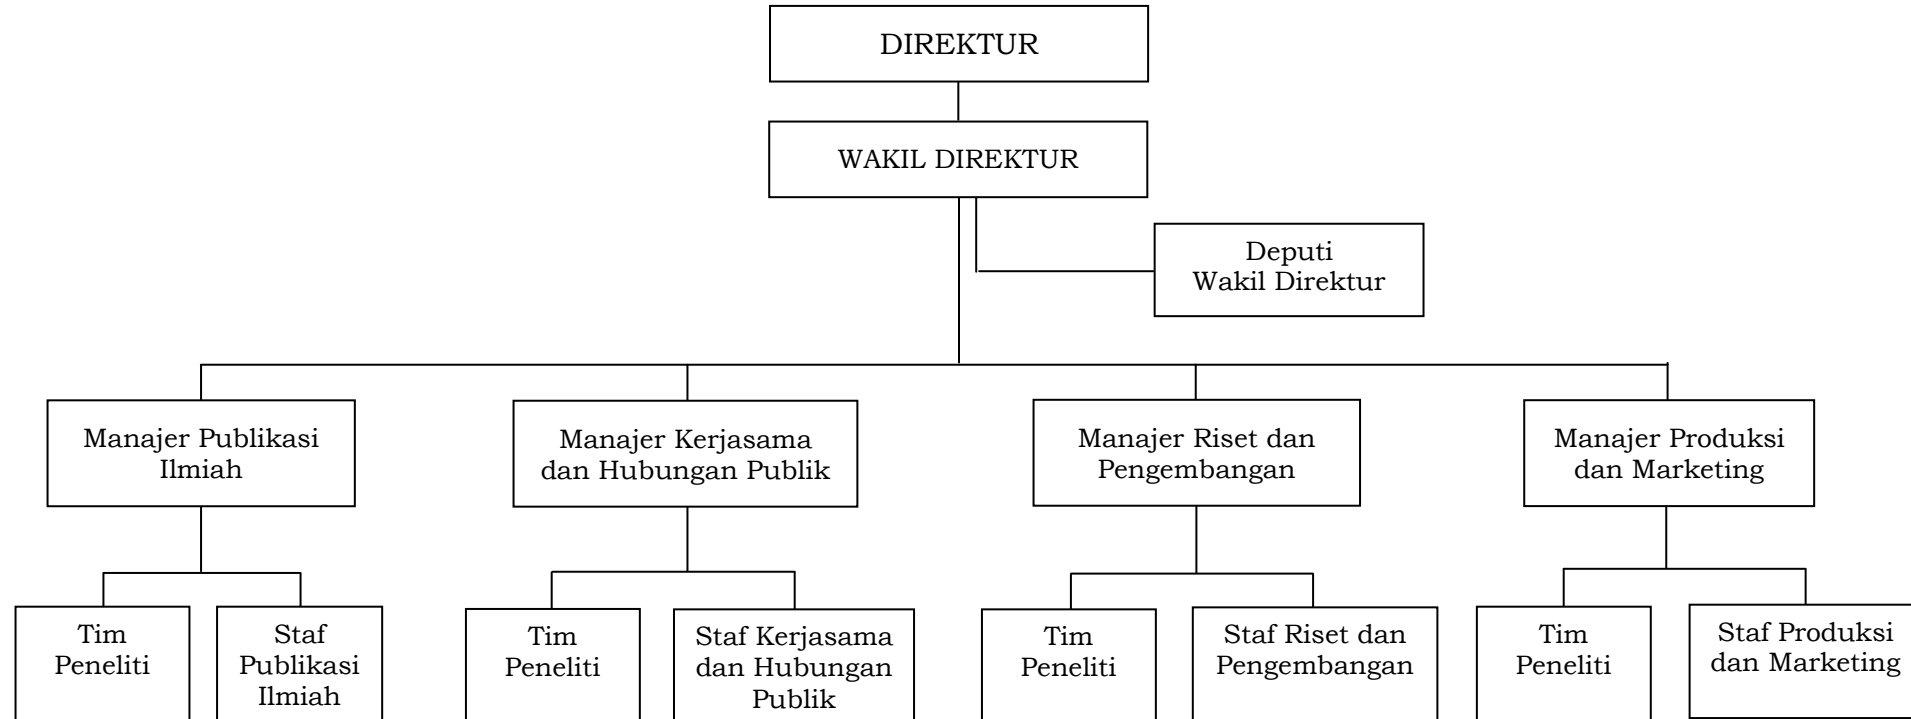 DIREKTUR
WAKIL DIREKTUR
Deputi
Wakil Direktur
Manajer Publikasi
Ilmiah
Manajer Kerjasama
dan Hubungan Publik
Manajer Riset dan
Pengembangan
Manajer Produksi
dan Marketing
Tim
Peneliti
Staf
Publikasi
Ilmiah
Tim
Peneliti
Staf Kerjasama
dan Hubungan
Publik
Tim
Peneliti
Staf Riset dan
Pengembangan
Tim
Peneliti
Staf Produksi
dan Marketing